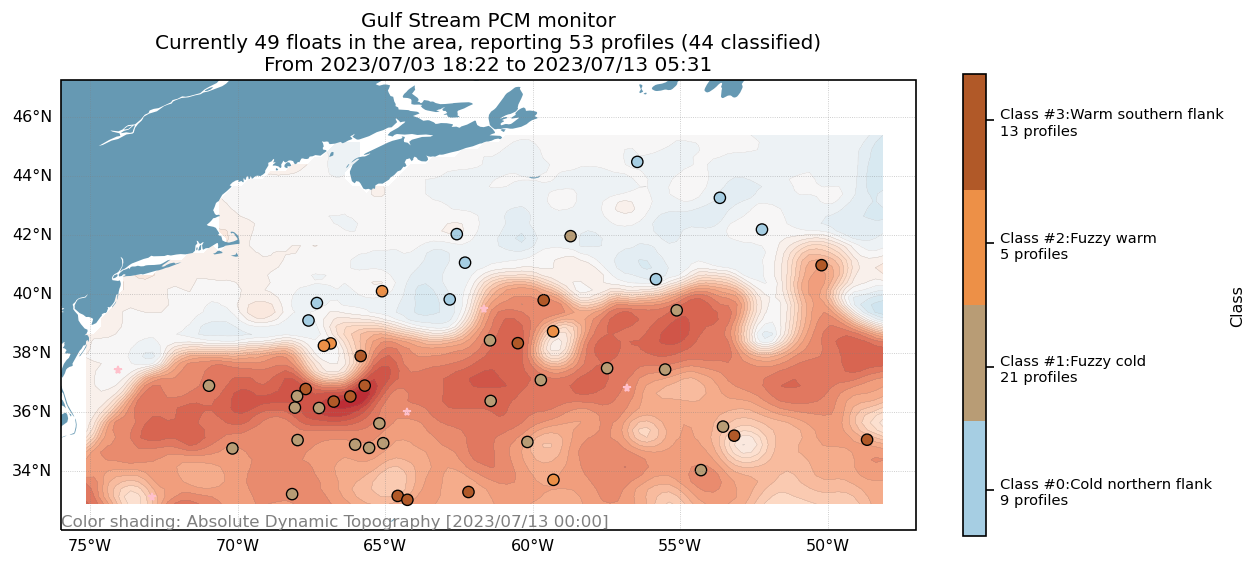 Gulf Stream PCM monitor
Currently 49 floats in the area, reporting 53 profiles (44 classified)
From 2023/07/03 18:22 to 2023/07/13 05:31
46°N
44°N
42°N
40°N
38°N
36°N
34°N
Color shading: Absolute Dynamic Topography [2023/07/13 00:00]
75°W
70°W
65°W
60°W
55°W
50°W
Class #3:Warm southern flank
13 profiles
Class #2:Fuzzy warm
5 profiles
Class #1:Fuzzy cold
21 profiles
Class #0:Cold northern flank
9 profiles
Class